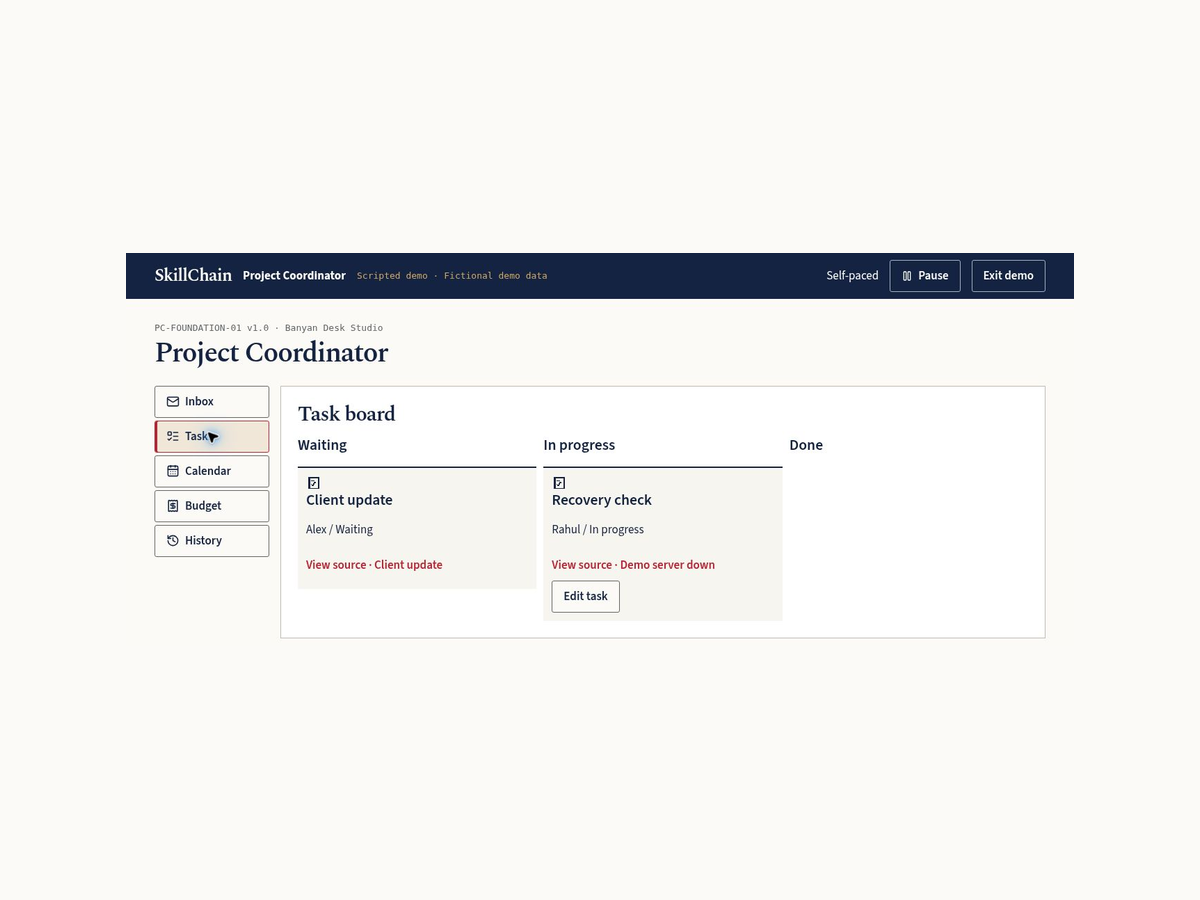 SkillChain Project Coordinator Scripted demo · Fictional demo data Self-paced Pause Exit demo
PC-FOUNDATION-01 v1.0 · Banyan Desk Studio
Project Coordinator
Inbox
Task
Calendar
Budget
History
Task board
Waiting
Client update
Alex / Waiting
View source · Client update
In progress
Recovery check
Rahul / In progress
View source · Demo server down
Edit task
Done